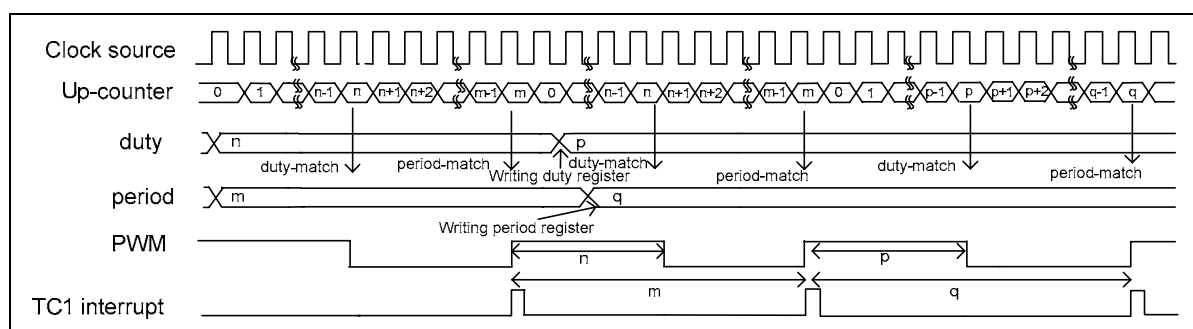 Clock source
Up-counter 0 1 n-1 n n+1 n+2 m-1 m 0 n-1 n n+1 n+2 m-1 m 0 1 p-1 p p+1 p+2 q-1 q
duty n p
duty-match period-match duty-match period-match duty-match period-match
Writing duty register
period m q
Writing period register
PWM n p
m q
TC1 interrupt